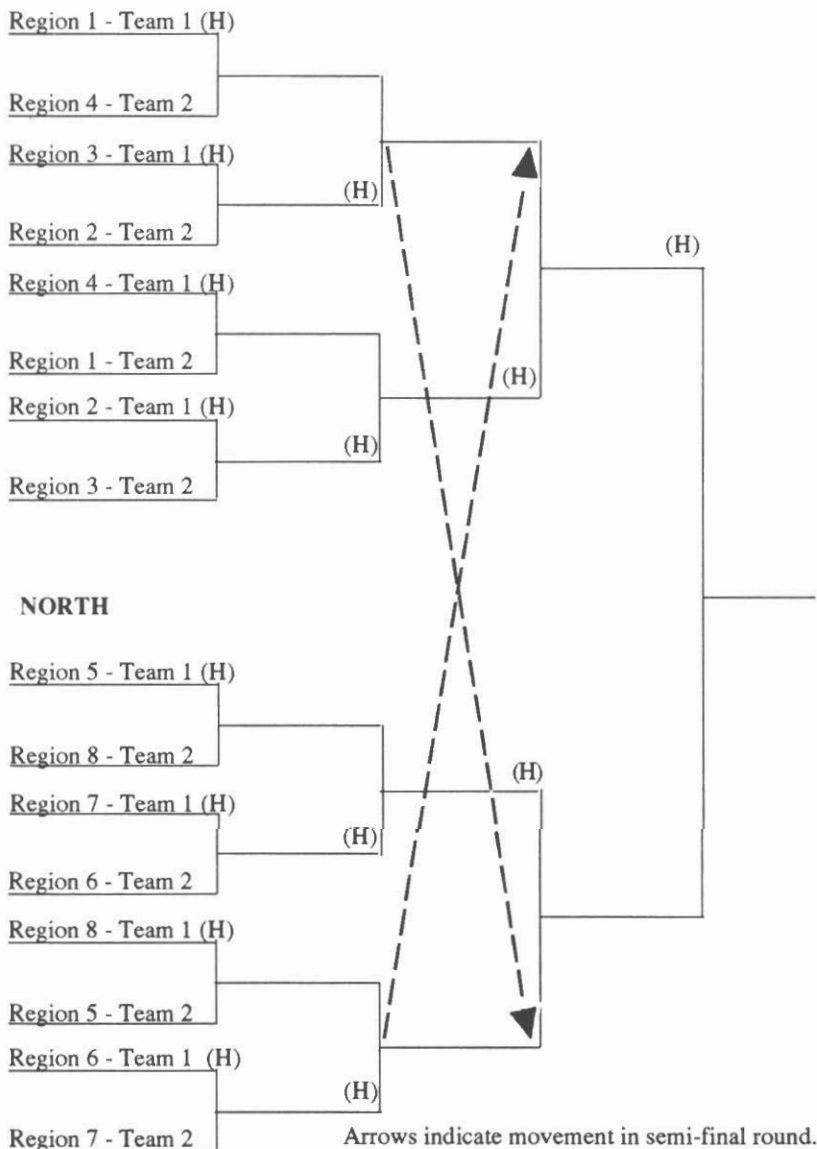 Region 1 - Team 1 (H)
Region 4 - Team 2
Region 3 - Team 1 (H)
(H)
Region 2 - Team 2
(H)
Region 4 - Team 1 (H)
Region 1 - Team 2
(H)
Region 2 - Team 1 (H)
(H)
Region 3 - Team 2
NORTH
Region 5 - Team 1 (H)
Region 8 - Team 2
(H)
Region 7 - Team 1 (H)
(H)
Region 6 - Team 2
Region 8 - Team 1 (H)
Region 5 - Team 2
Region 6 - Team 1 (H)
(H)
Region 7 - Team 2
Arrows indicate movement in semi-final round.